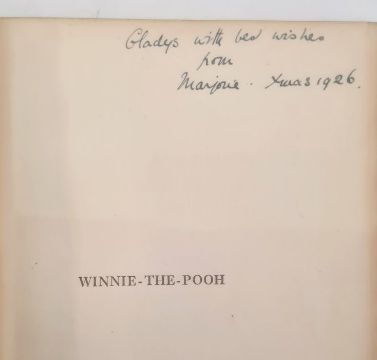 Gladys with best wishes
from
Marjorie. Xmas 1926.
WINNIE-THE-POOH